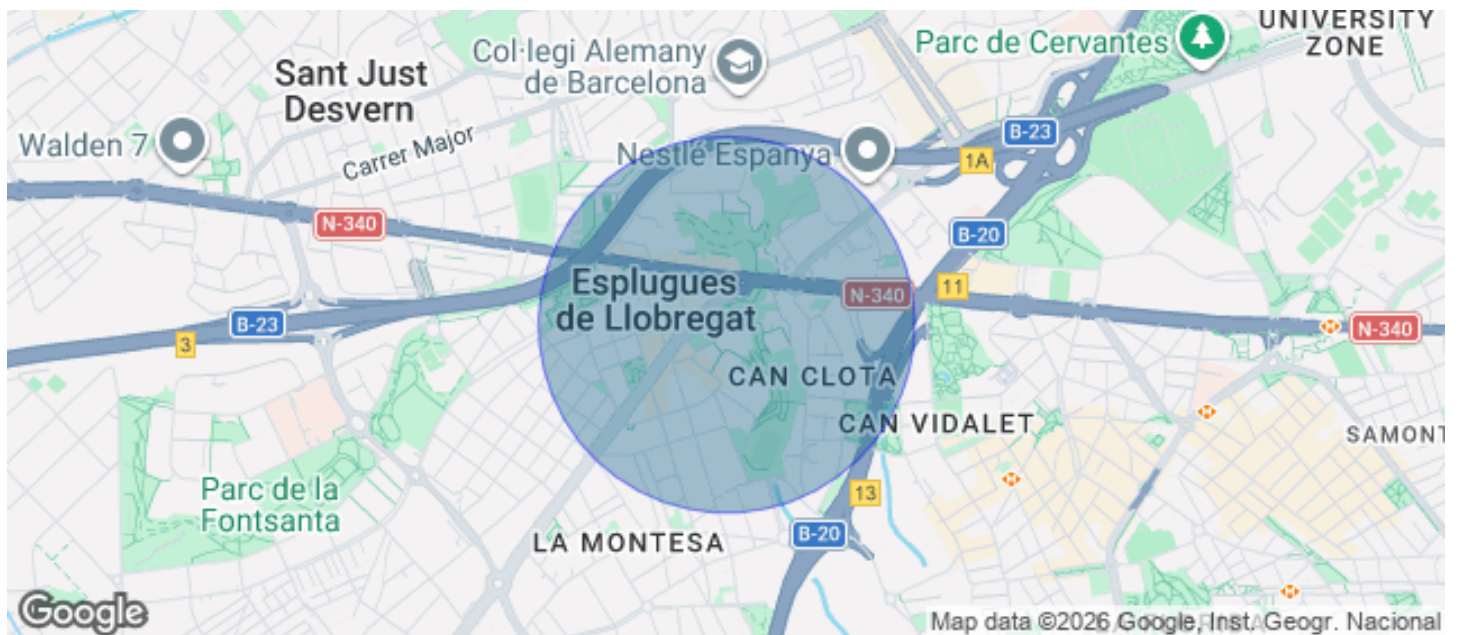 UNIVERSITY
ZONE
Parc de Cervantes
Col·legi Alemany
de Barcelona
Sant Just
Desvern
Walden 7
Carrer Major
Nestlé Espanya
B-23
1A
N-340
B-20
Esplugues
de Llobregat
N-340
11
B-23
3
N-340
CAN CLOTA
CAN VIDALET
SAMONT
Parc de la
Fontsanta
13
LA MONTESA
B-20
Google
Map data ©2026 Google, Inst. Geogr. Nacional